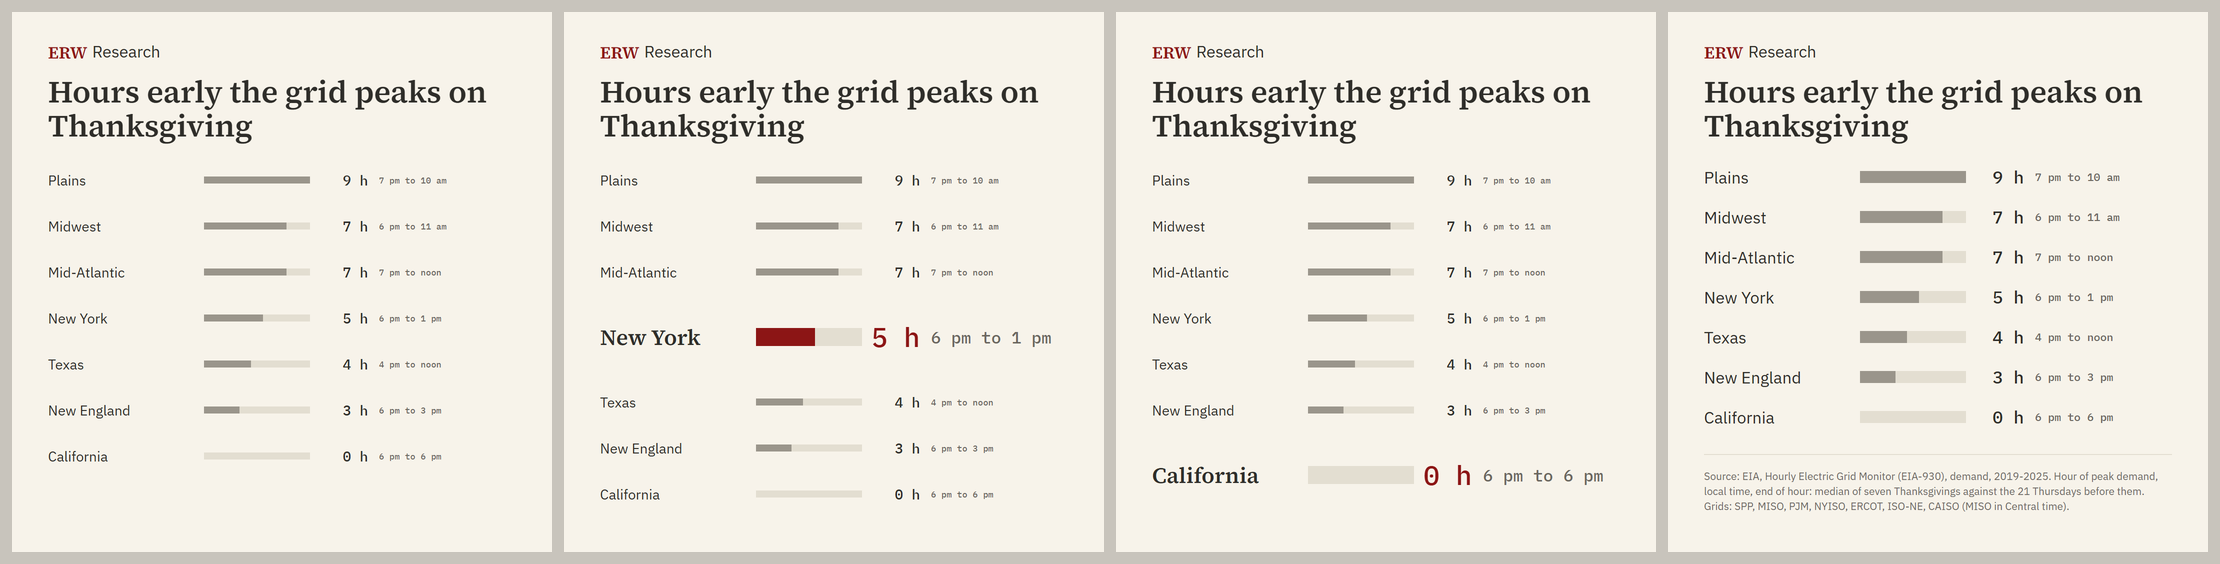 ERW Research
Hours early the grid peaks on
Thanksgiving
Plains 9 h 7 pm to 10 am
Midwest 7 h 6 pm to 11 am
Mid-Atlantic 7 h 7 pm to noon
New York 5 h 6 pm to 1 pm
Texas 4 h 4 pm to noon
New England 3 h 6 pm to 3 pm
California 0 h 6 pm to 6 pm
ERW Research
Hours early the grid peaks on
Thanksgiving
Plains 9 h 7 pm to 10 am
Midwest 7 h 6 pm to 11 am
Mid-Atlantic 7 h 7 pm to noon
New York 5 h 6 pm to 1 pm
Texas 4 h 4 pm to noon
New England 3 h 6 pm to 3 pm
California 0 h 6 pm to 6 pm
ERW Research
Hours early the grid peaks on
Thanksgiving
Plains 9 h 7 pm to 10 am
Midwest 7 h 6 pm to 11 am
Mid-Atlantic 7 h 7 pm to noon
New York 5 h 6 pm to 1 pm
Texas 4 h 4 pm to noon
New England 3 h 6 pm to 3 pm
California 0 h 6 pm to 6 pm
ERW Research
Hours early the grid peaks on
Thanksgiving
Plains 9 h 7 pm to 10 am
Midwest 7 h 6 pm to 11 am
Mid-Atlantic 7 h 7 pm to noon
New York 5 h 6 pm to 1 pm
Texas 4 h 4 pm to noon
New England 3 h 6 pm to 3 pm
California 0 h 6 pm to 6 pm
Source: EIA, Hourly Electric Grid Monitor (EIA-930), demand, 2019-2025. Hour of peak demand,
local time, end of hour: median of seven Thanksgivings against the 21 Thursdays before them.
Grids: SPP, MISO, PJM, NYISO, ERCOT, ISO-NE, CAISO (MISO in Central time).